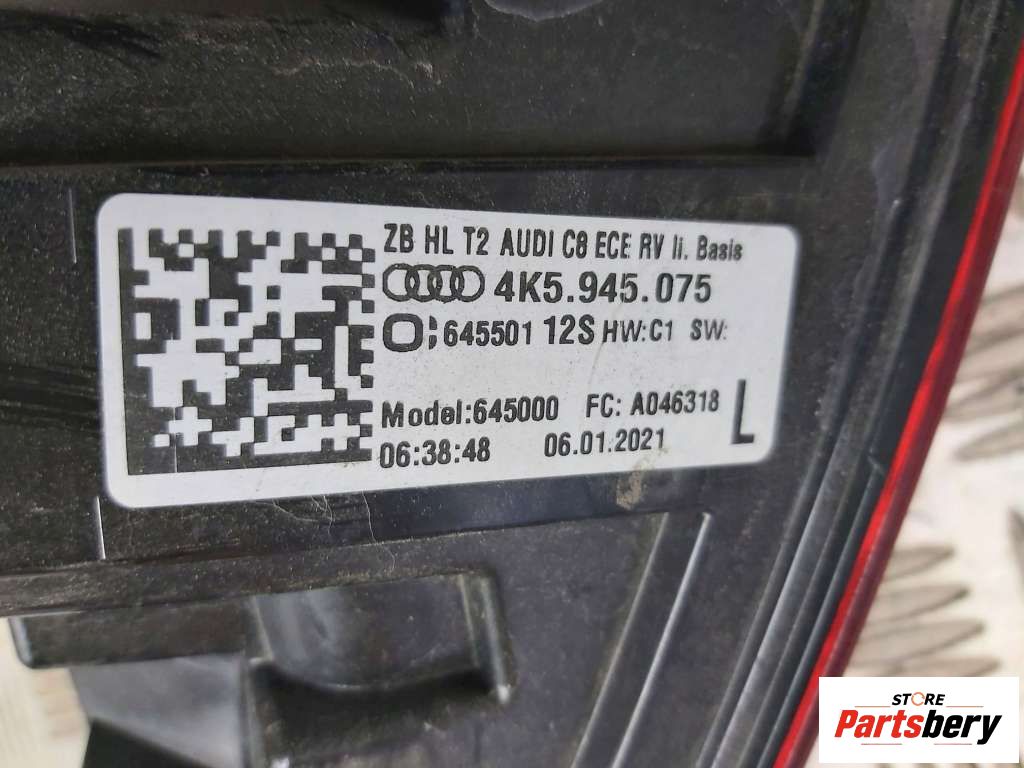 ZB HL T2 AUDI C8 ECE RV li. Basis
4K5.945.075
645501 12S HW:C1 SW:
Model:645000 FC: A046318 L
06:38:48 06.01.2021
STORE
Partsbery